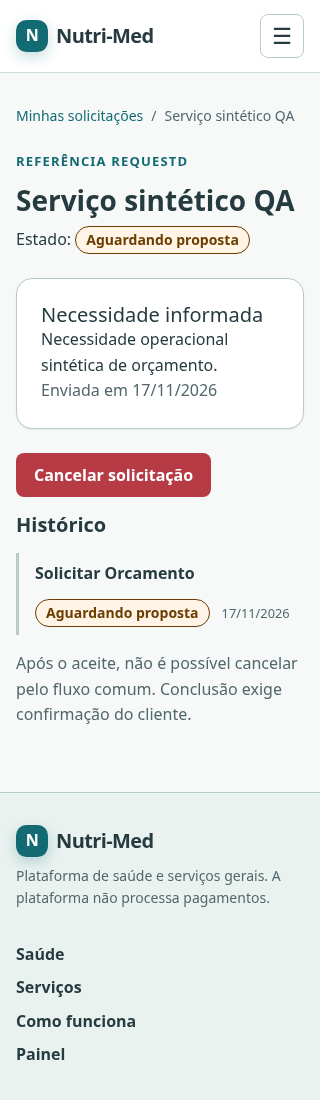 N Nutri-Med ☰
Minhas solicitações / Serviço sintético QA
REFERÊNCIA REQUESTD
Serviço sintético QA
Estado: Aguardando proposta
Necessidade informada
Necessidade operacional
sintética de orçamento.
Enviada em 17/11/2026
Cancelar solicitação
Histórico
Solicitar Orcamento
Aguardando proposta 17/11/2026
Após o aceite, não é possível cancelar
pelo fluxo comum. Conclusão exige
confirmação do cliente.
N Nutri-Med
Plataforma de saúde e serviços gerais. A
plataforma não processa pagamentos.
Saúde
Serviços
Como funciona
Painel